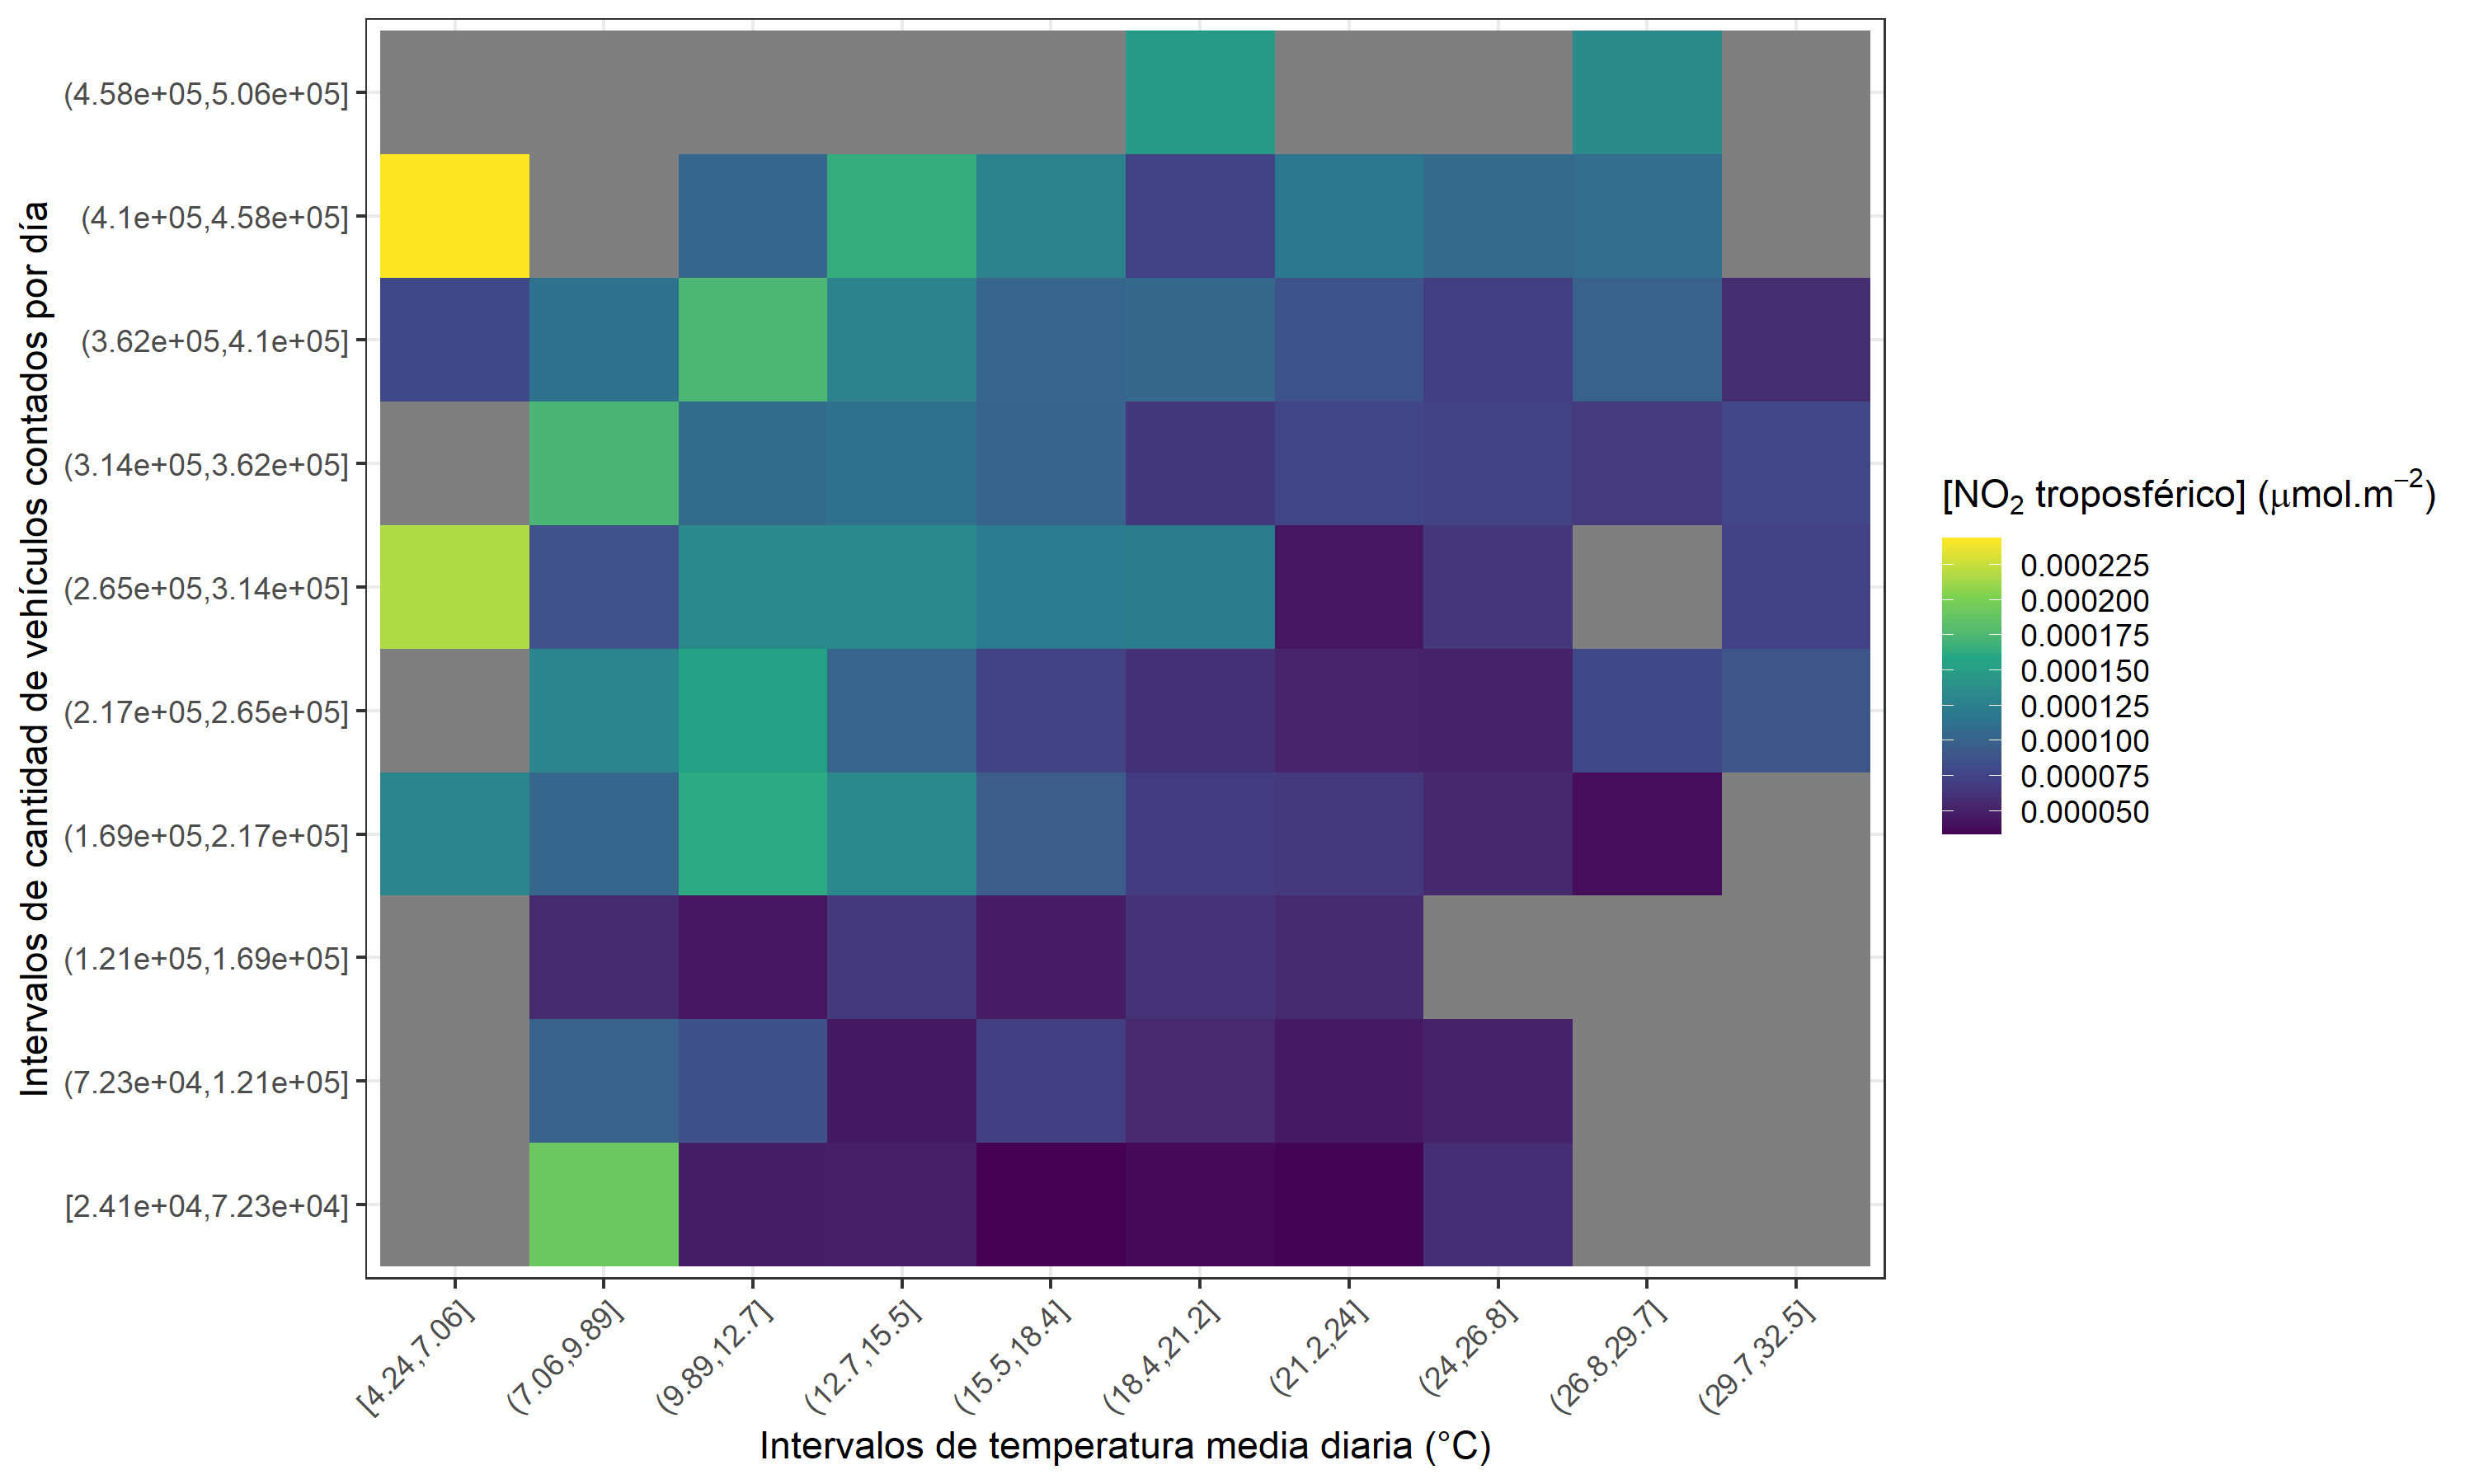 Intervalos de cantidad de vehículos contados por día
(4.58e+05,5.06e+05]
(4.1e+05,4.58e+05]
(3.62e+05,4.1e+05]
(3.14e+05,3.62e+05]
(2.65e+05,3.14e+05]
(2.17e+05,2.65e+05]
(1.69e+05,2.17e+05]
(1.21e+05,1.69e+05]
(7.23e+04,1.21e+05]
[2.41e+04,7.23e+04]
[4.24,7.06]
(7.06,9.89]
(9.89,12.7]
(12.7,15.5]
(15.5,18.4]
(18.4,21.2]
(21.2,24]
(24,26.8]
(26.8,29.7]
(29.7,32.5]
Intervalos de temperatura media diaria (°C)
[NO₂ troposférico] (μmol.m⁻²)
0.000225
0.000200
0.000175
0.000150
0.000125
0.000100
0.000075
0.000050